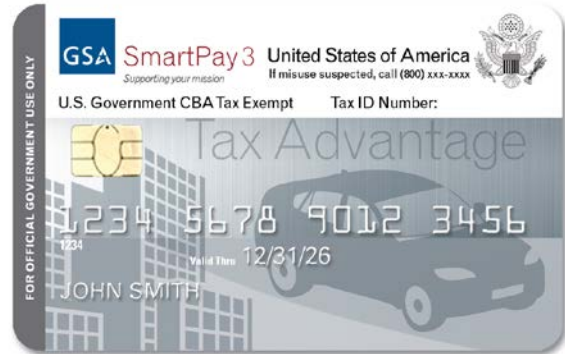 FOR OFFICIAL GOVERNMENT USE ONLY
GSA SmartPay 3 United States of America
Supporting your mission If misuse suspected, call (800) xxx-xxxx
U.S. Government CBA Tax Exempt Tax ID Number:
Tax Advantage
1234 5678 9012 3456
1234
Valid Thru 12/31/26
JOHN SMITH